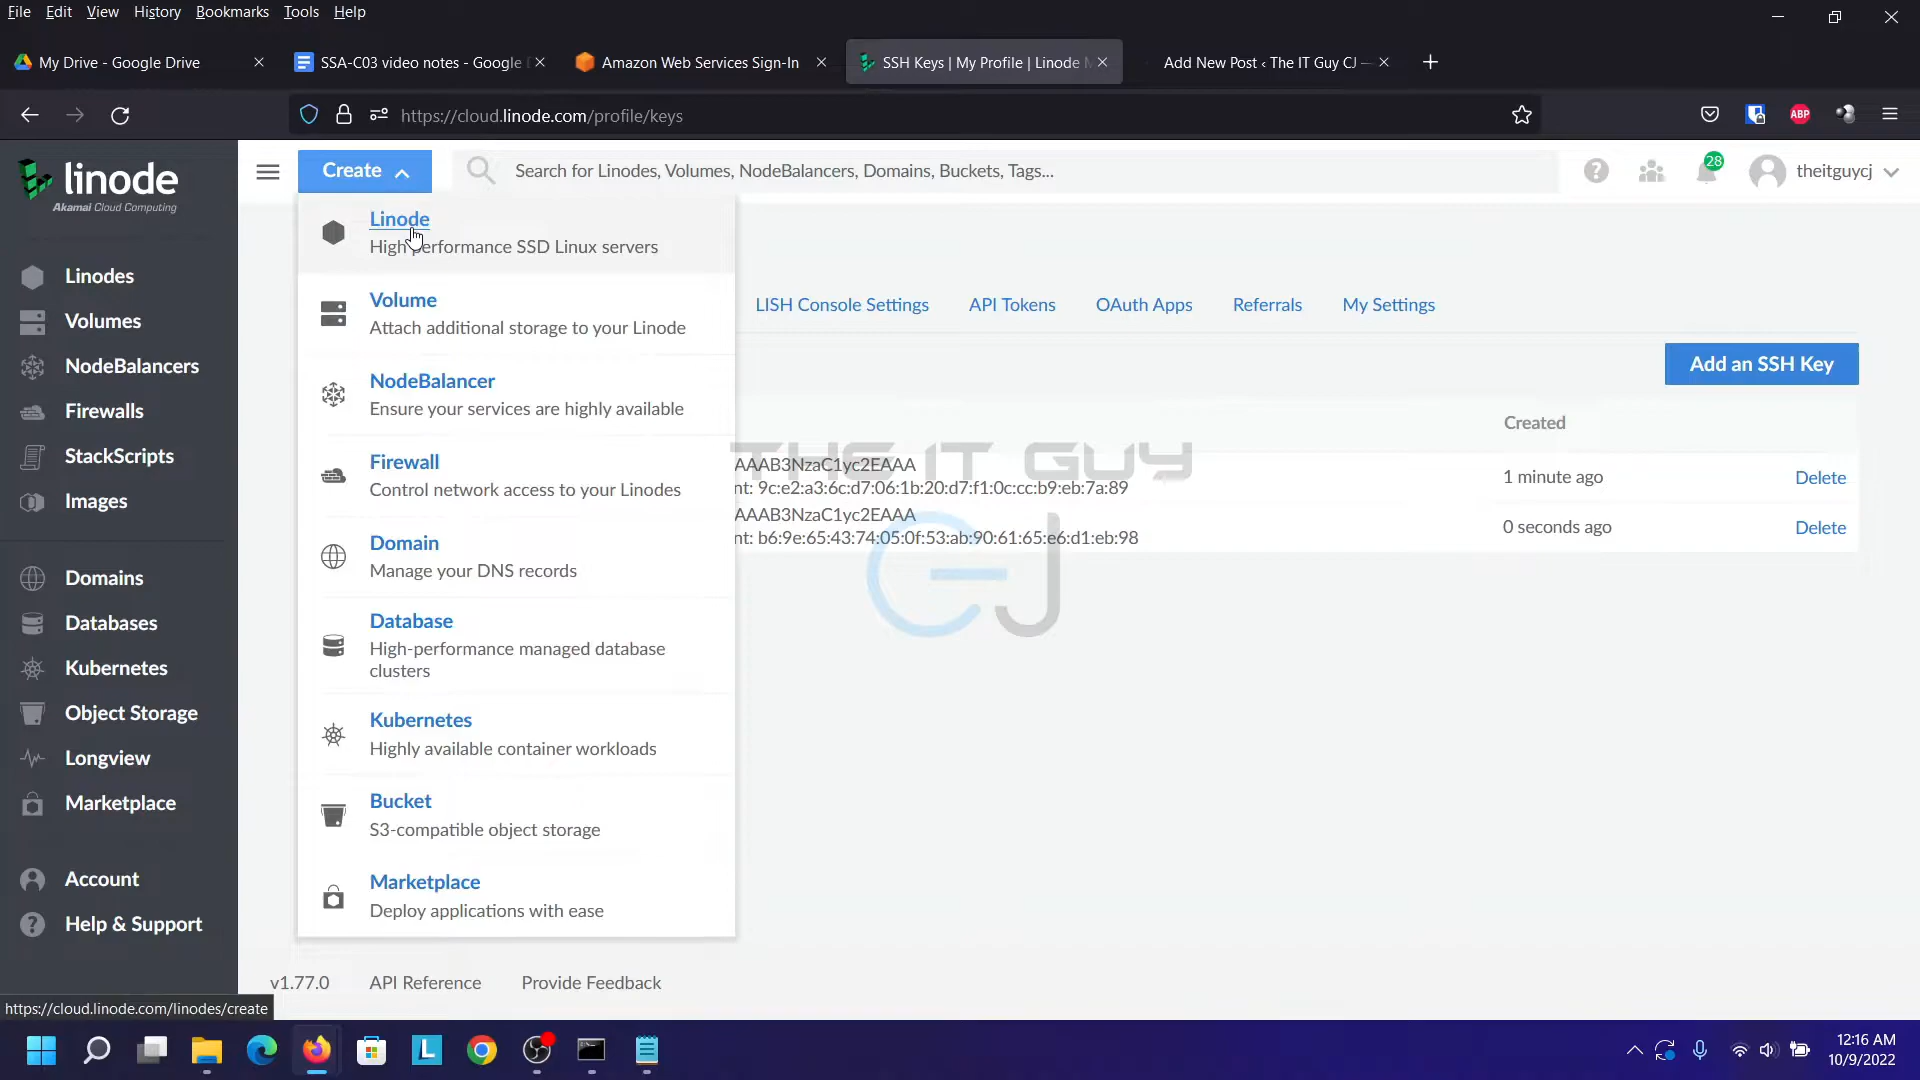 File Edit View History Bookmarks Tools Help
My Drive - Google Drive
SSA-C03 video notes - Google
Amazon Web Services Sign-In
SSH Keys | My Profile | Linode
Add New Post ‹ The IT Guy CJ —
https://cloud.linode.com/profile/keys
ABP
linode
Akamai Cloud Computing
Create
Search for Linodes, Volumes, NodeBalancers, Domains, Buckets, Tags...
28
theitguycj
Linodes
Volumes
NodeBalancers
Firewalls
StackScripts
Images
Domains
Databases
Kubernetes
Object Storage
Longview
Marketplace
Account
Help & Support
Linode
High performance SSD Linux servers
Volume
Attach additional storage to your Linode
NodeBalancer
Ensure your services are highly available
Firewall
Control network access to your Linodes
Domain
Manage your DNS records
Database
High-performance managed database
clusters
Kubernetes
Highly available container workloads
Bucket
S3-compatible object storage
Marketplace
Deploy applications with ease
LISH Console Settings API Tokens OAuth Apps Referrals My Settings
Add an SSH Key
Created
THE IT GUY
CJ
AAAB3NzaC1yc2EAAA
nt: 9c:e2:a3:6c:d7:06:1b:20:d7:f1:0c:cc:b9:eb:7a:89
1 minute ago
Delete
AAAB3NzaC1yc2EAAA
nt: b6:9e:65:43:74:05:0f:53:ab:90:61:65:e6:d1:eb:98
0 seconds ago
Delete
v1.77.0 API Reference Provide Feedback
https://cloud.linode.com/linodes/create
L
12:16 AM
10/9/2022